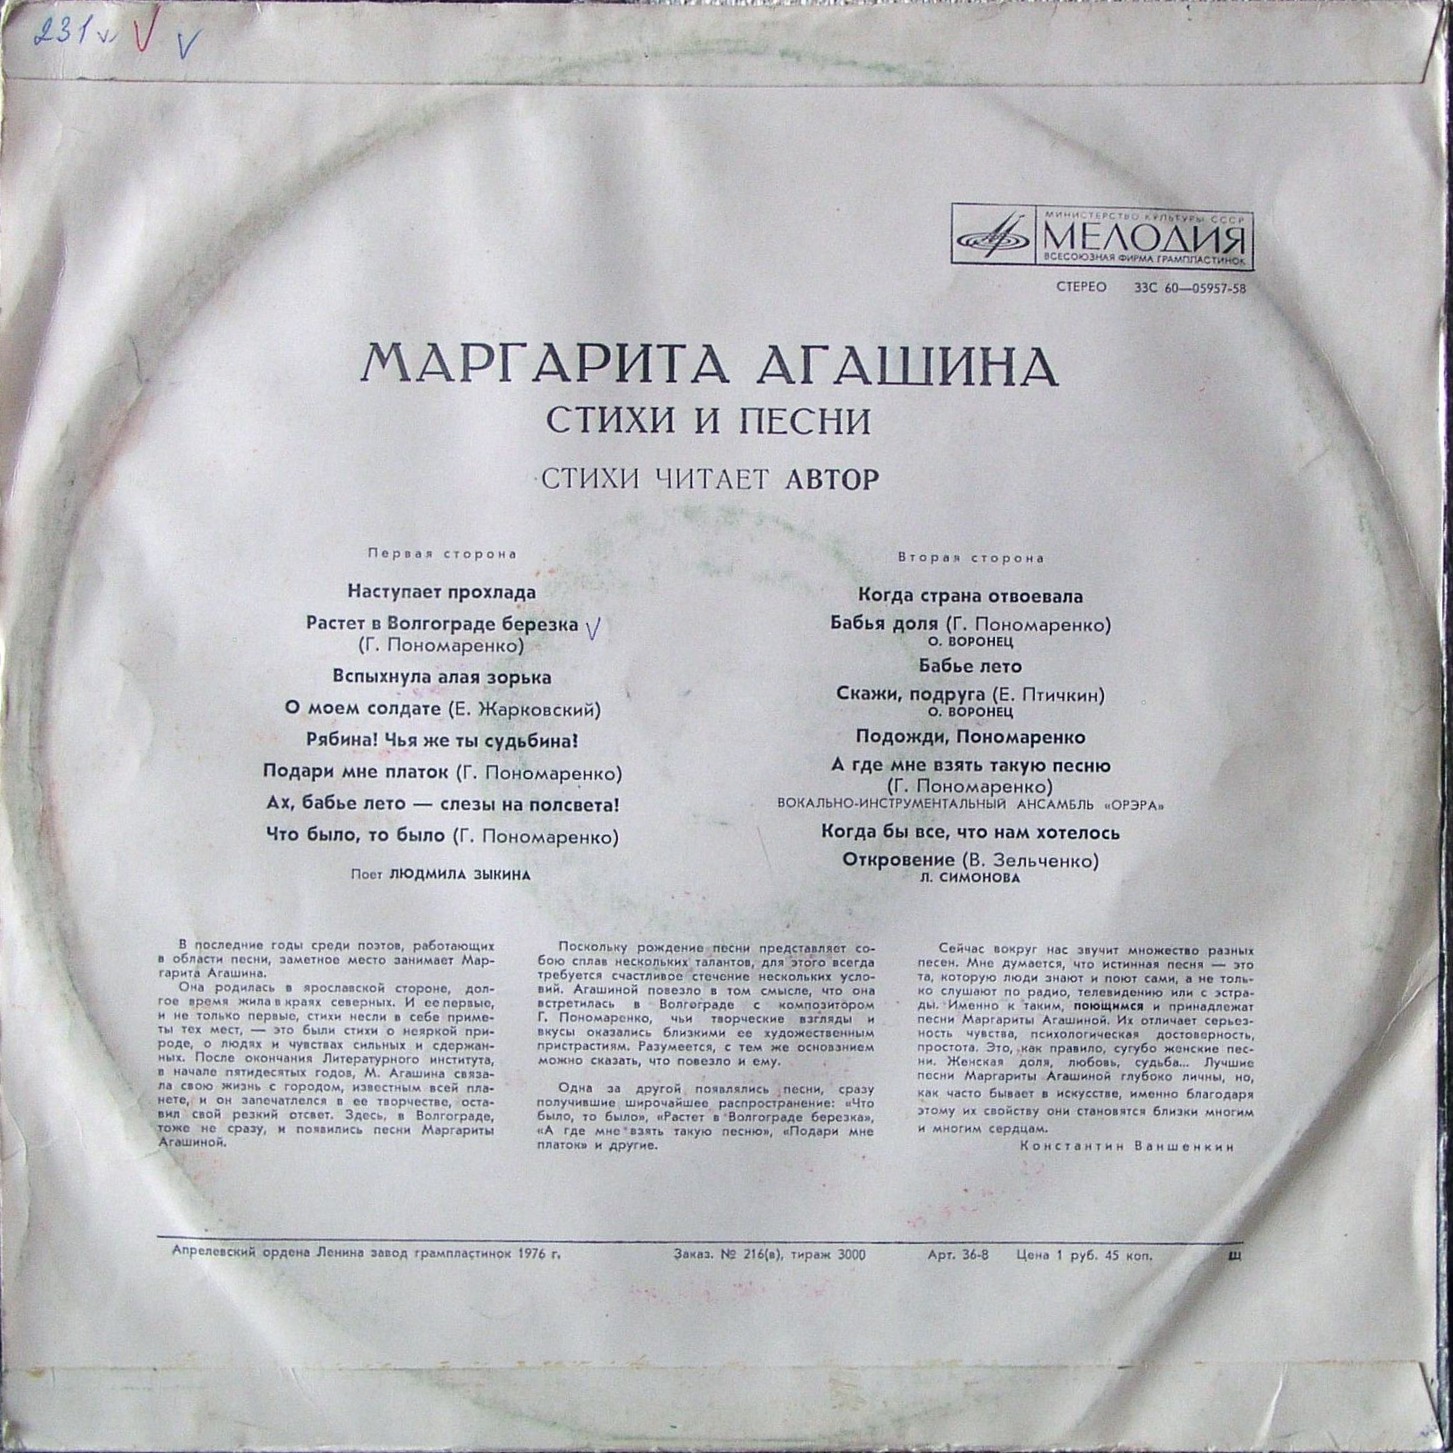 231
МИНИСТЕРСТВО КУЛЬТУРЫ СССР
МЕЛОДИЯ
ВСЕСОЮЗНАЯ ФИРМА ГРАМПЛАСТИНОК
СТЕРЕО 33С 60—05957-58
МАРГАРИТА АГАШИНА
СТИХИ И ПЕСНИ
СТИХИ ЧИТАЕТ АВТОР
Первая сторона
Наступает прохлада
Растет в Волгограде березка
(Г. Пономаренко)
Вспыхнула алая зорька
О моем солдате (Е. Жарковский)
Рябина! Чья же ты судьбина!
Подари мне платок (Г. Пономаренко)
Ах, бабье лето — слезы на полсвета!
Что было, то было (Г. Пономаренко)
Поет ЛЮДМИЛА ЗЫКИНА
Вторая сторона
Когда страна отвоевала
Бабья доля (Г. Пономаренко)
О. ВОРОНЕЦ
Бабье лето
Скажи, подруга (Е. Птичкин)
О. ВОРОНЕЦ
Подожди, Пономаренко
А где мне взять такую песню
(Г. Пономаренко)
ВОКАЛЬНО-ИНСТРУМЕНТАЛЬНЫЙ АНСАМБЛЬ «ОРЭРА»
Когда бы все, что нам хотелось
Откровение (В. Зельченко)
Л. СИМОНОВА
В последние годы среди поэтов, работающих
в области песни, заметное место занимает Мар-
гарита Агашина.
Она родилась в ярославской стороне, дол-
гое время жила в краях северных. И ее первые,
и не только первые, стихи несли в себе приме-
ты тех мест, — это были стихи о неяркой при-
роде, о людях и чувствах сильных и сдержан-
ных. После окончания Литературного института,
в начале пятидесятых годов, М. Агашина связа-
ла свою жизнь с городом, известным всей пла-
нете, и он запечатлелся в ее творчестве, оста-
вил свой резкий отсвет. Здесь, в Волгограде,
тоже не сразу, и появились песни Маргариты
Агашиной.
Поскольку рождение песни представляет со-
бою сплав нескольких талантов, для этого всегда
требуется счастливое стечение нескольких усло-
вий. Агашиной повезло в том смысле, что она
встретилась в Волгограде с композитором
Г. Пономаренко, чьи творческие взгляды и
вкусы оказались близкими ее художественным
пристрастиям. Разумеется, с тем же основанием
можно сказать, что повезло и ему.
Одна за другой появлялись песни, сразу
получившие широчайшее распространение: «Что
было, то было», «Растет в Волгограде березка»,
«А где мне взять такую песню», «Подари мне
платок» и другие.
Сейчас вокруг нас звучит множество разных
песен. Мне думается, что истинная песня — это
та, которую люди знают и поют сами, а не толь-
ко слушают по радио, телевидению или с эстра-
ды. Именно к таким, поющимся и принадлежат
песни Маргариты Агашиной. Их отличает серьез-
ность чувства, психологическая достоверность,
простота. Это, как правило, сугубо женские пес-
ни. Женская доля, любовь, судьба... Лучшие
песни Маргариты Агашиной глубоко личны, но,
как часто бывает в искусстве, именно благодаря
этому их свойству они становятся близки многим
и многим сердцам.
Константин Ваншенкин
Апрелевский ордена Ленина завод грампластинок 1976 г. Заказ. № 216(в), тираж 3000 Арт. 36-8 Цена 1 руб. 45 коп. Щ